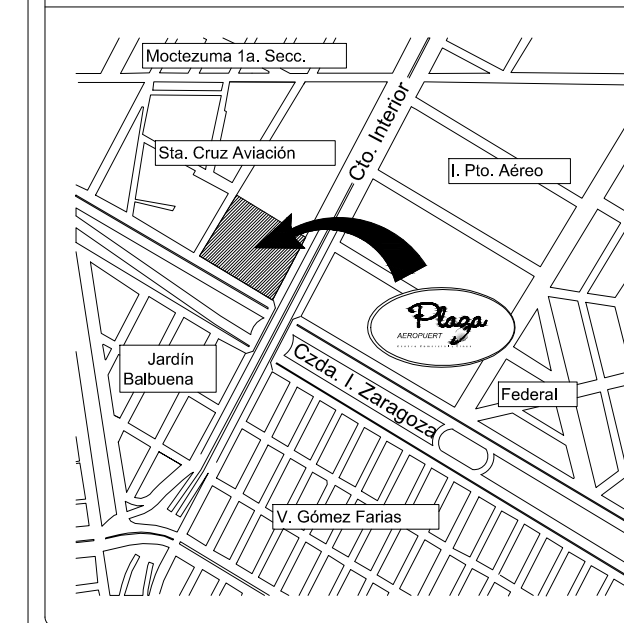 Moctezuma 1a. Secc.
Cto. Interior
Sta. Cruz Aviación
I. Pto. Aéreo
Plaza
AEROPUERT
Jardín
Balbuena
Czda. I. Zaragoza
Federal
V. Gómez Farias